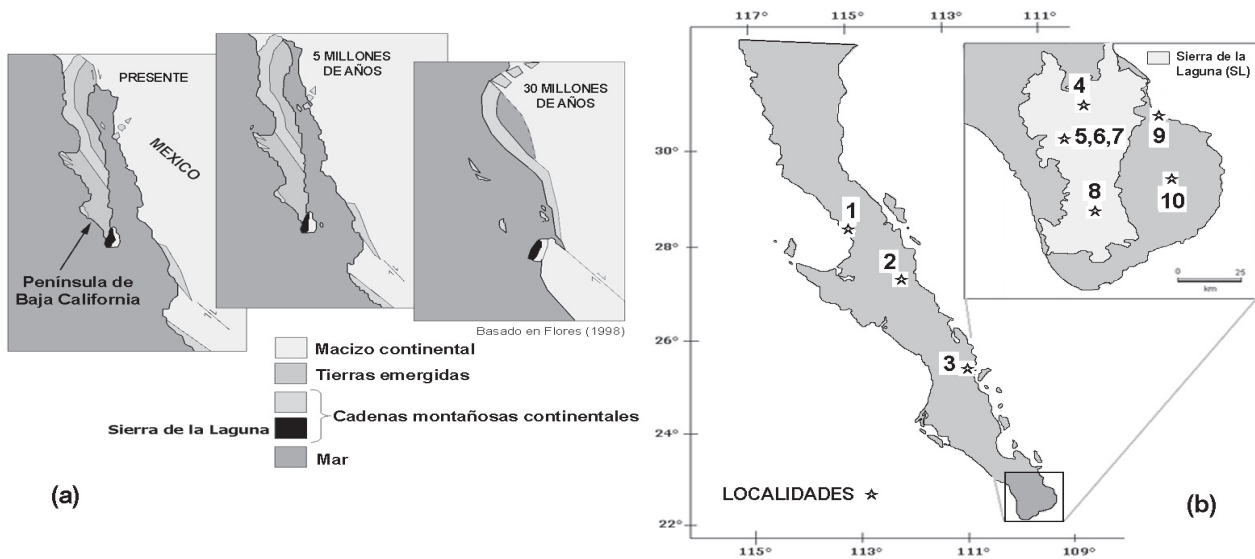 PRESENTE
MEXICO
Península de
Baja California
5 MILLONES
DE AÑOS
30 MILLONES
DE AÑOS
Basado en Flores (1998)
Macizo continental
Tierras emergidas
Cadenas montañosas continentales
Sierra de la Laguna
Mar
(a)
117° 115° 113° 111°
30°
28°
26°
24°
22°
115° 113° 111° 109°
1
2
3
LOCALIDADES
Sierra de la
Laguna (SL)
4
5,6,7
9
8
10
0 25
km
(b)